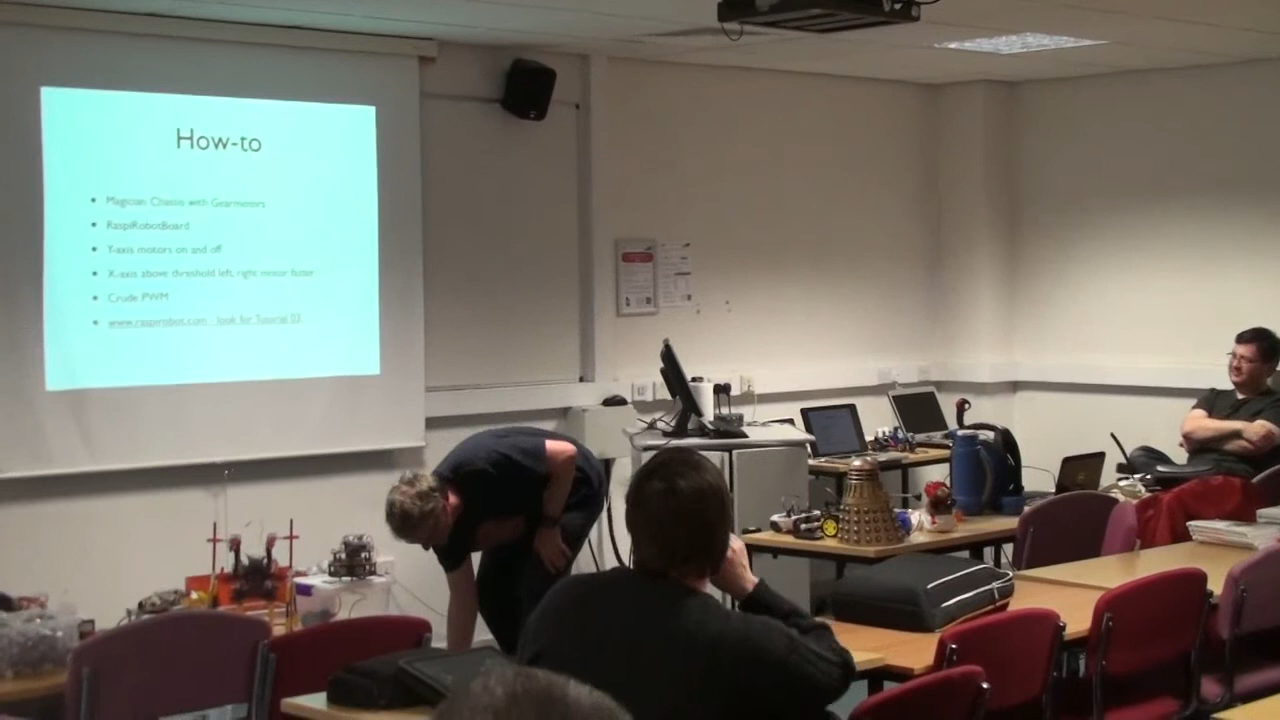 How-to
• Magician Chassis with Gearmotors
• RaspiRobotBoard
• Y-axis motors on and off
• X-axis above threshold left, right motor faster
• Crude PWM
• www.raspirobot.com look for Tutorial 03